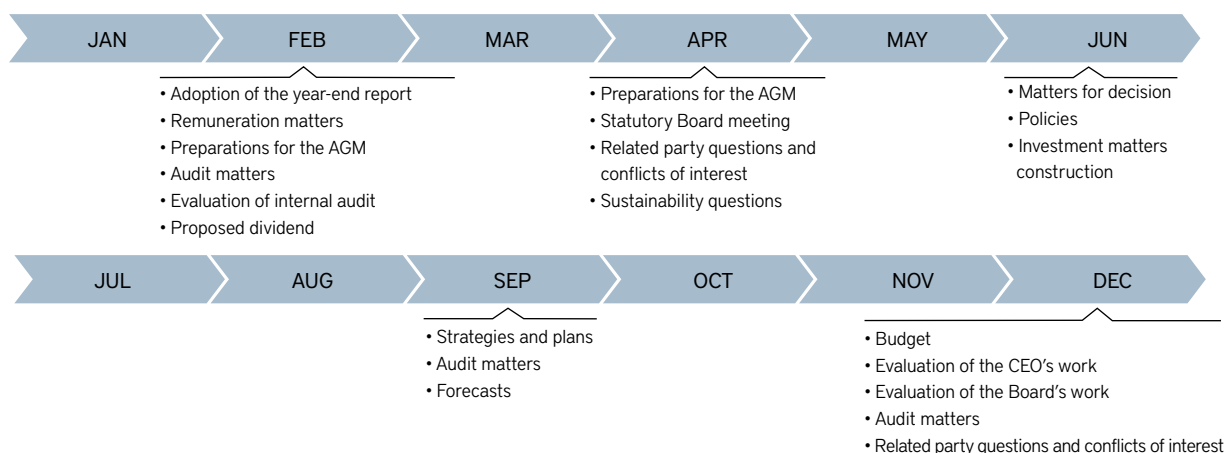 JAN FEB MAR APR MAY JUN
• Adoption of the year-end report
• Remuneration matters
• Preparations for the AGM
• Audit matters
• Evaluation of internal audit
• Proposed dividend
• Preparations for the AGM
• Statutory Board meeting
• Related party questions and
conflicts of interest
• Sustainability questions
• Matters for decision
• Policies
• Investment matters
construction
JUL AUG SEP OCT NOV DEC
• Strategies and plans
• Audit matters
• Forecasts
• Budget
• Evaluation of the CEO’s work
• Evaluation of the Board’s work
• Audit matters
• Related party questions and conflicts of interest